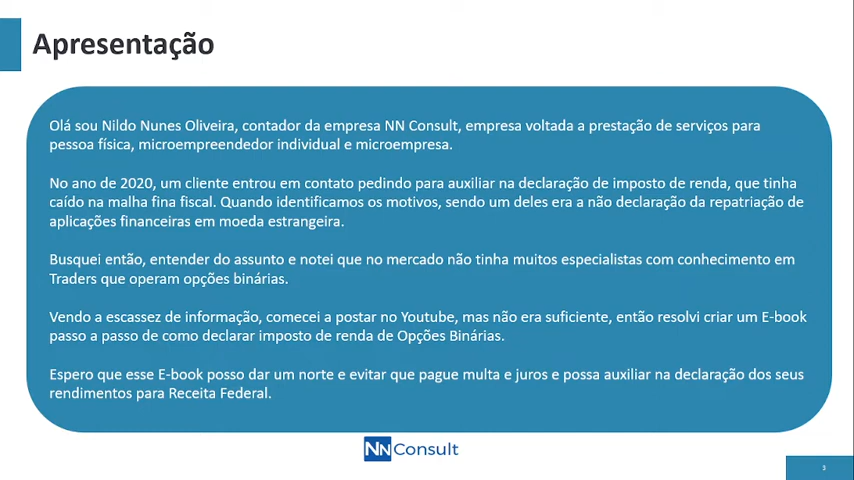 Apresentação
Olá sou Nildo Nunes Oliveira, contador da empresa NN Consult, empresa voltada a prestação de serviços para
pessoa física, microempreendedor individual e microempresa.
No ano de 2020, um cliente entrou em contato pedindo para auxiliar na declaração de imposto de renda, que tinha
caído na malha fina fiscal. Quando identificamos os motivos, sendo um deles era a não declaração da repatriação de
aplicações financeiras em moeda estrangeira.
Busquei então, entender do assunto e notei que no mercado não tinha muitos especialistas com conhecimento em
Traders que operam opções binárias.
Vendo a escassez de informação, comecei a postar no Youtube, mas não era suficiente, então resolvi criar um E-book
passo a passo de como declarar imposto de renda de Opções Binárias.
Espero que esse E-book posso dar um norte e evitar que pague multa e juros e possa auxiliar na declaração dos seus
rendimentos para Receita Federal.
NN Consult
3